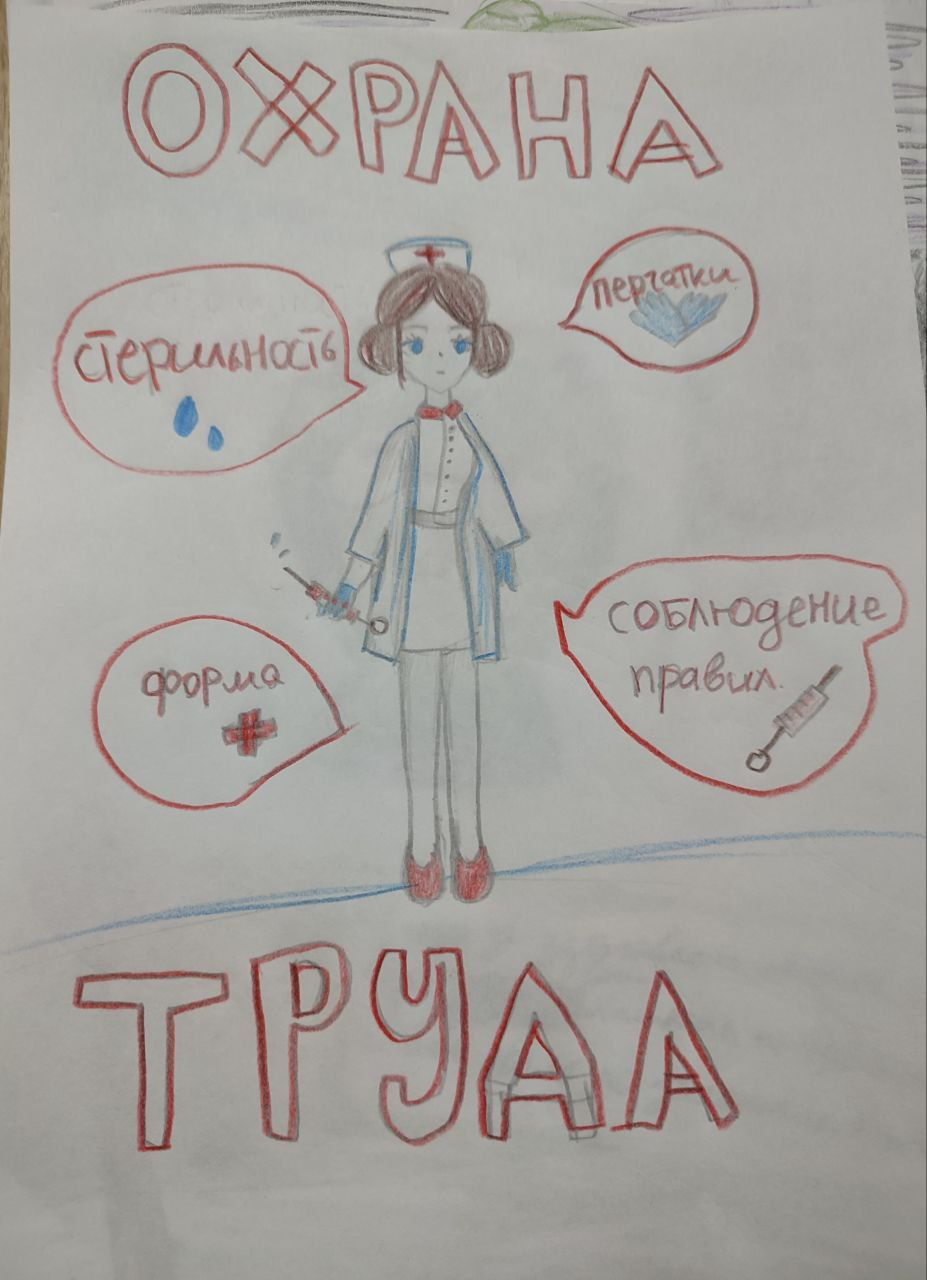 ОХРАНА
стерильность
перчатки
форма
соблюдение
правил.
ТРУДА